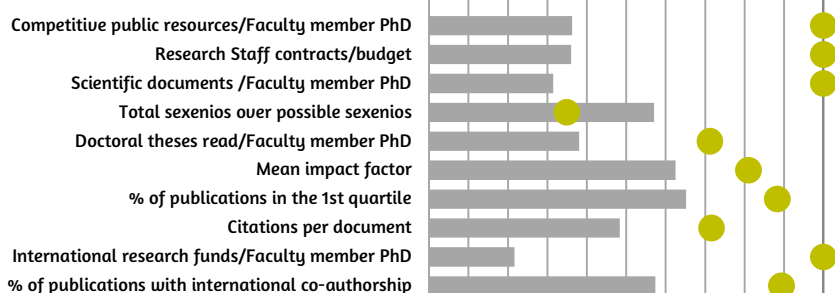 Competitive public resources/Faculty member PhD
Research Staff contracts/budget
Scientific documents /Faculty member PhD
Total sexenios over possible sexenios
Doctoral theses read/Faculty member PhD
Mean impact factor
% of publications in the 1st quartile
Citations per document
International research funds/Faculty member PhD
% of publications with international co-authorship